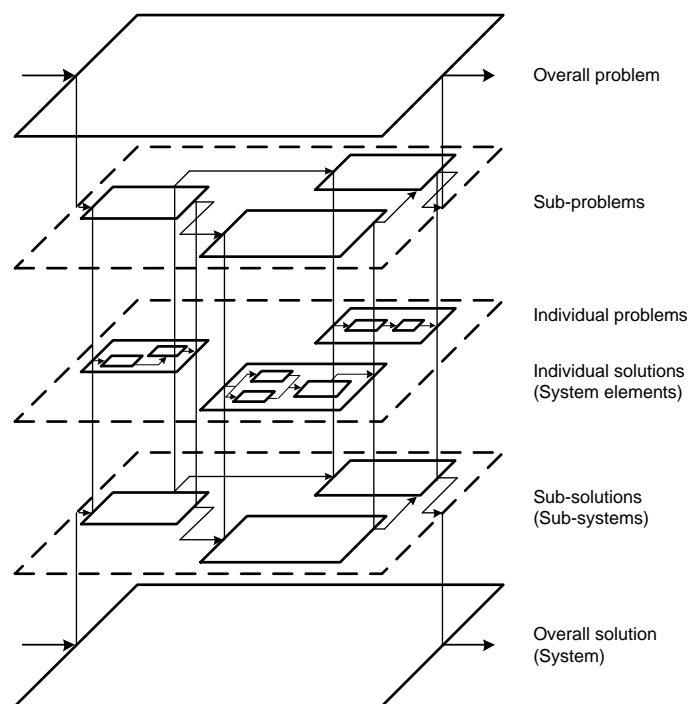 Overall problem
Sub-problems
Individual problems
Individual solutions
(System elements)
Sub-solutions
(Sub-systems)
Overall solution
(System)